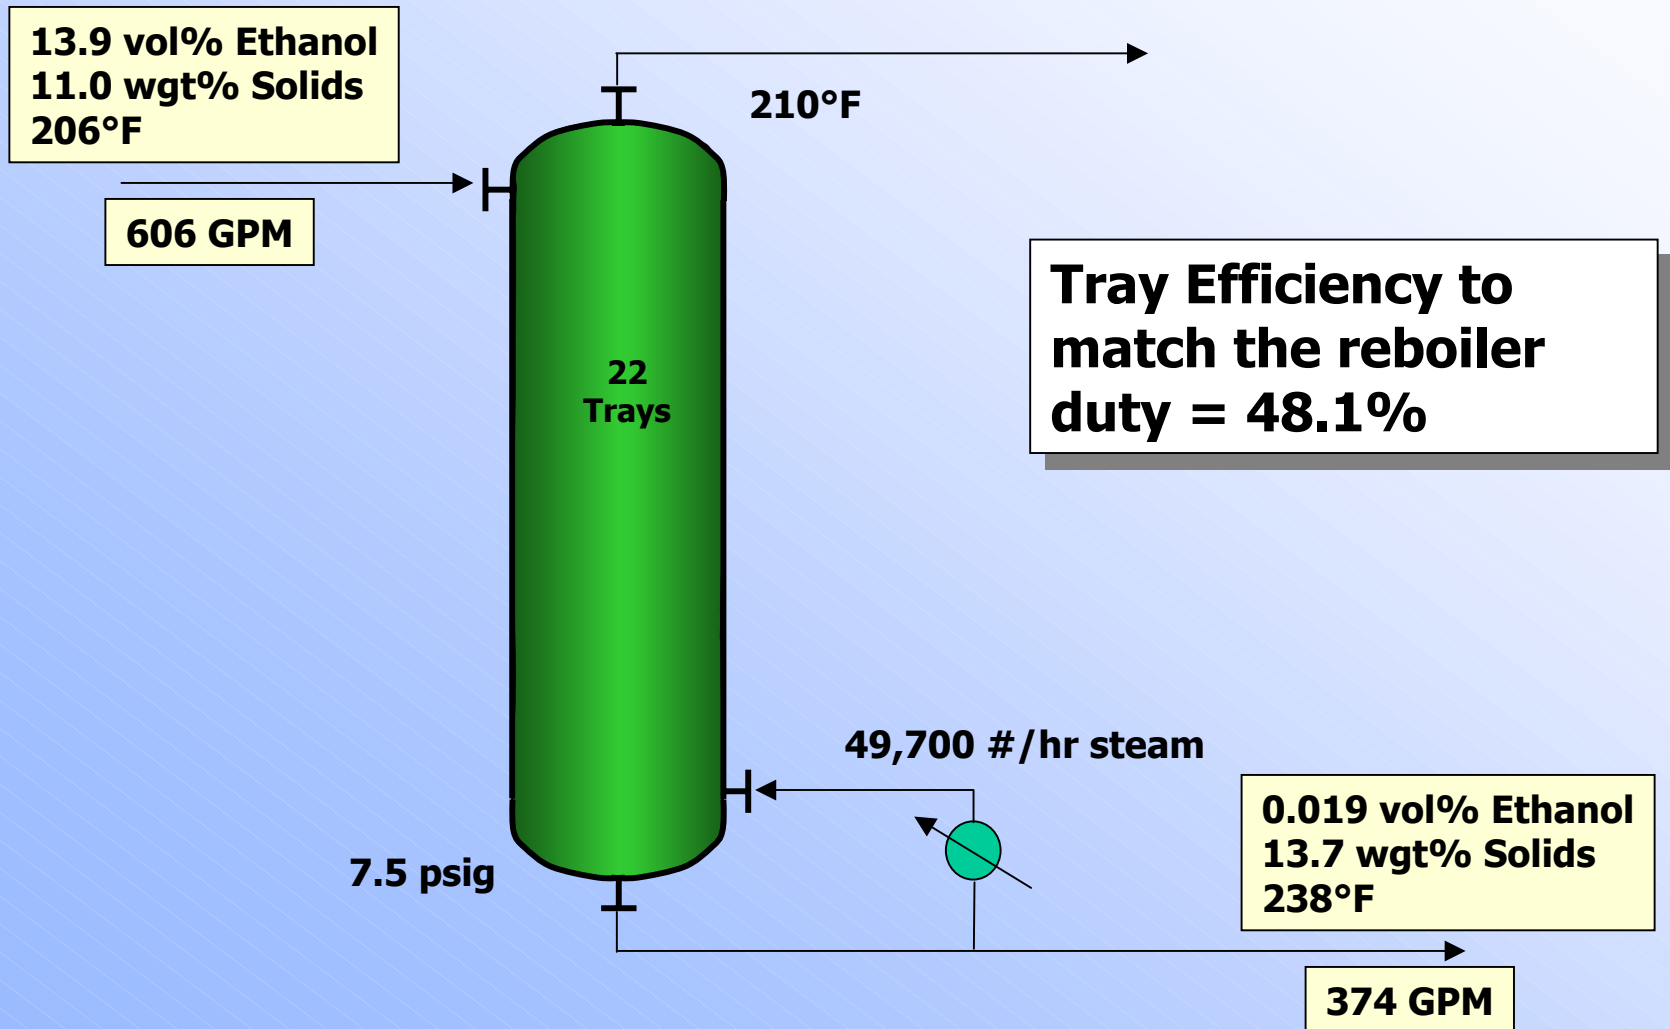 13.9 vol% Ethanol
11.0 wgt% Solids
206°F
606 GPM
210°F
Tray Efficiency to
match the reboiler
duty = 48.1%
22
Trays
49,700 #/hr steam
7.5 psig
0.019 vol% Ethanol
13.7 wgt% Solids
238°F
374 GPM